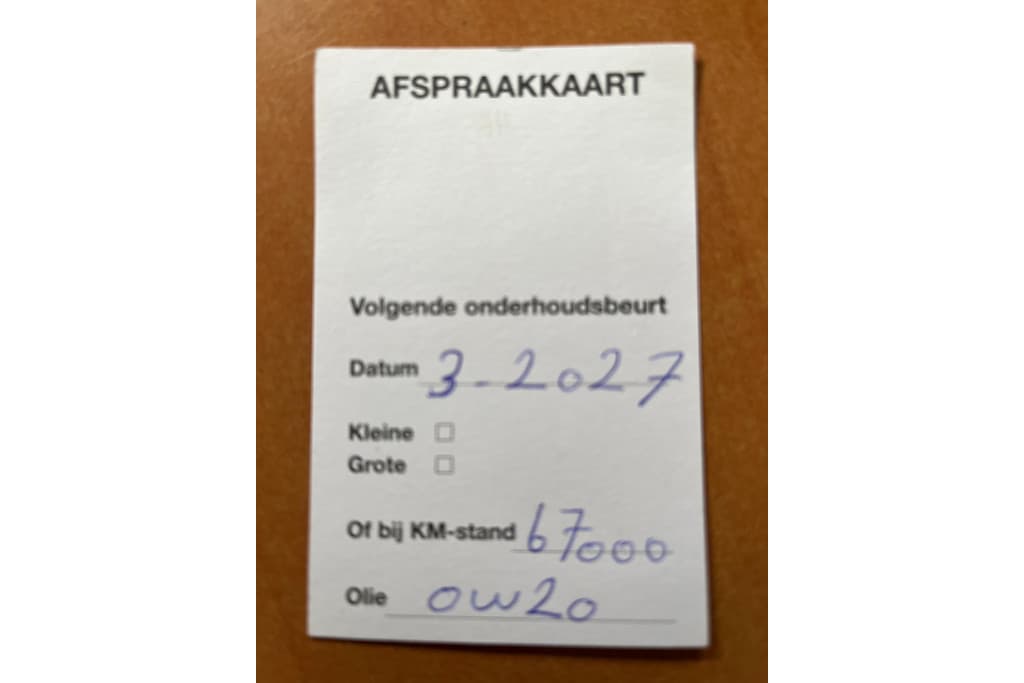 AFSPRAAKKAART
Volgende onderhoudsbeurt
Datum 3-2027
Kleine
Grote
Of bij KM-stand 67000
Olie 0w20